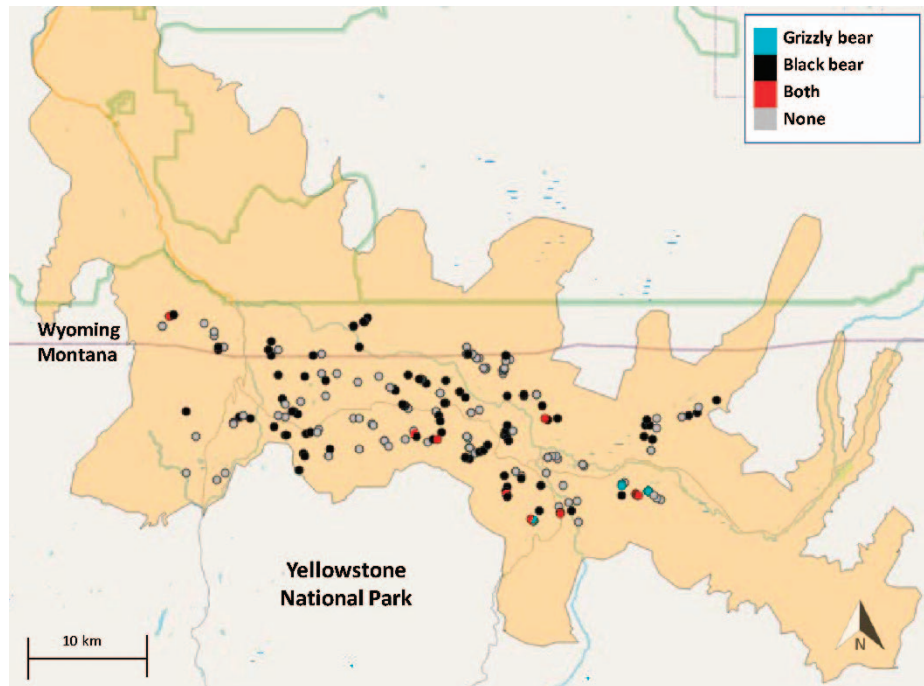 Grizzly bear
Black bear
Both
None
Wyoming
Montana
Yellowstone
National Park
10 km
N